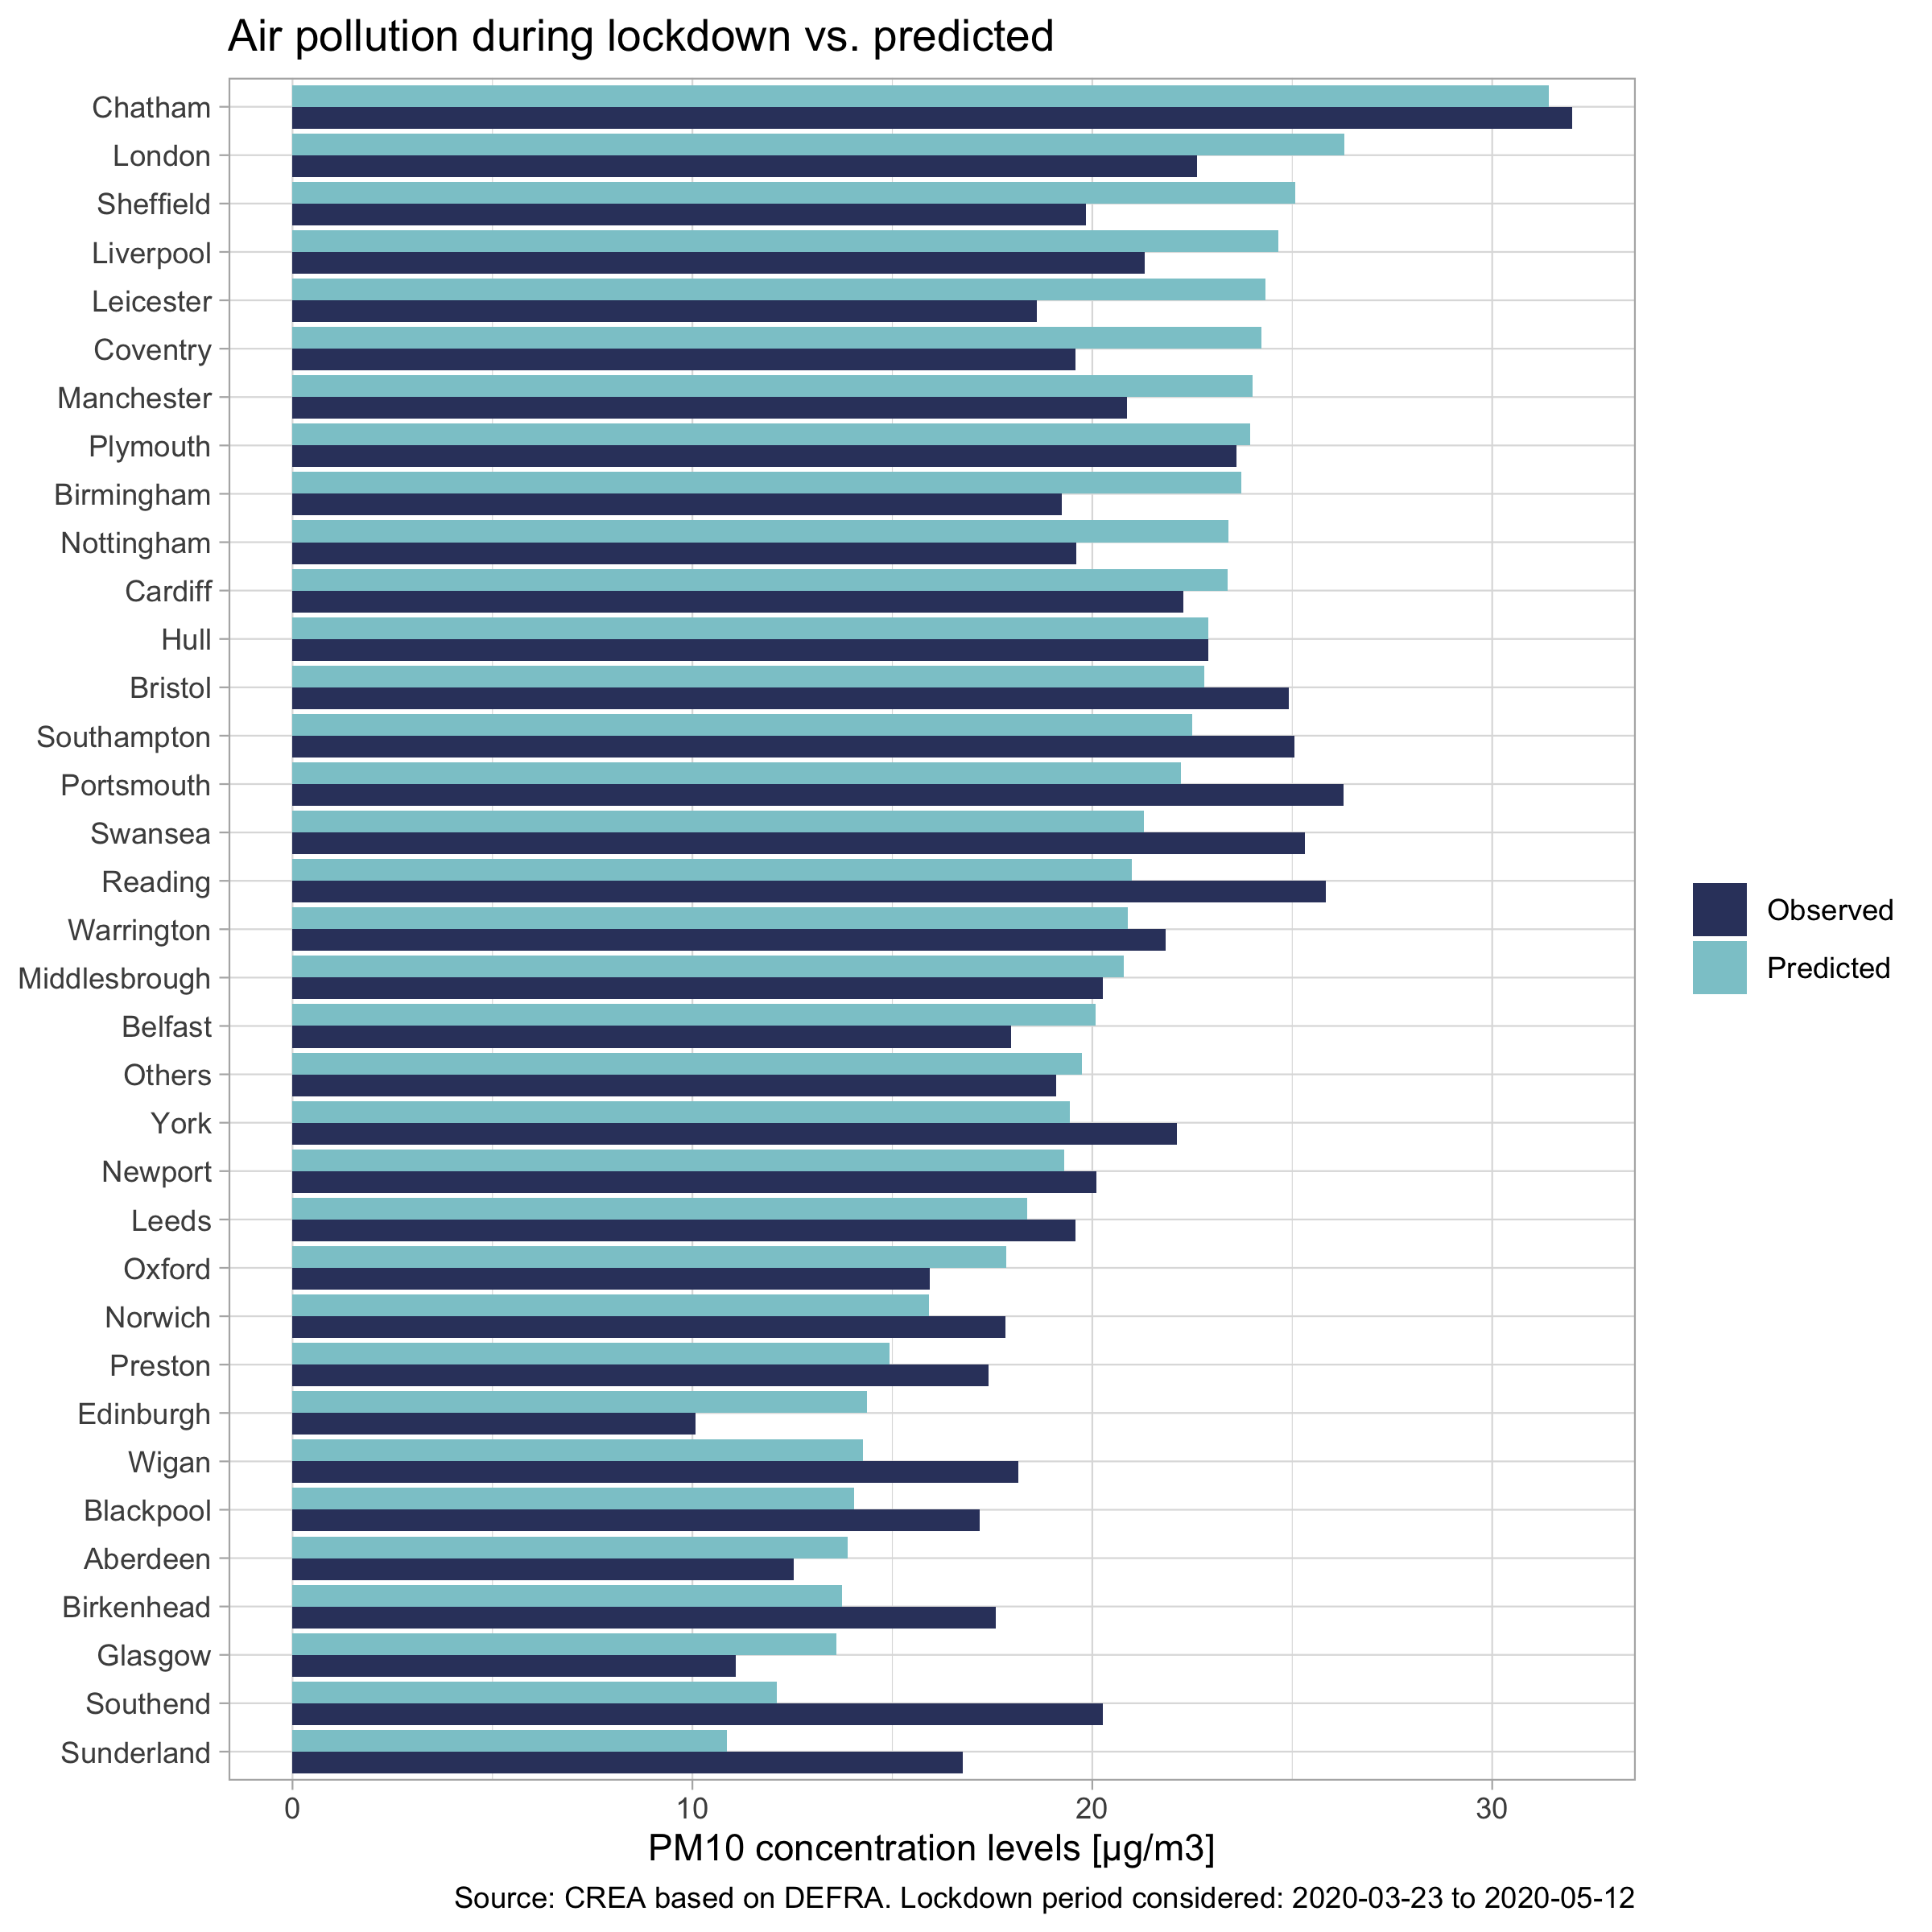 Air pollution during lockdown vs. predicted
Chatham
London
Sheffield
Liverpool
Leicester
Coventry
Manchester
Plymouth
Birmingham
Nottingham
Cardiff
Hull
Bristol
Southampton
Portsmouth
Swansea
Reading
Warrington
Middlesbrough
Belfast
Others
York
Newport
Leeds
Oxford
Norwich
Preston
Edinburgh
Wigan
Blackpool
Aberdeen
Birkenhead
Glasgow
Southend
Sunderland
Observed
Predicted
0 10 20 30
PM10 concentration levels [µg/m3]
Source: CREA based on DEFRA. Lockdown period considered: 2020-03-23 to 2020-05-12